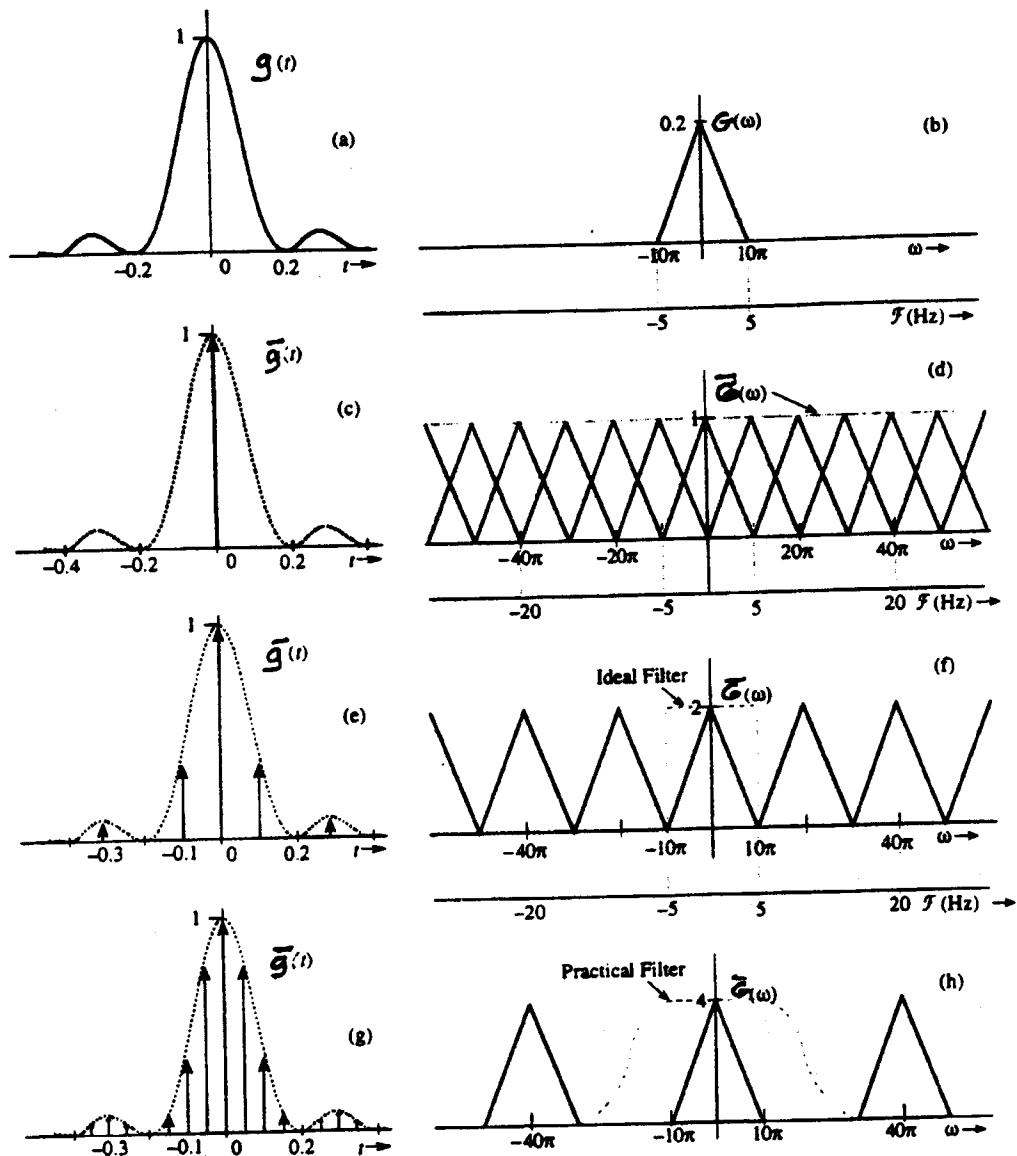 1
g(t)
(a)
−0.2
0
0.2
t→
0.2
G(ω)
(b)
−10π
10π
ω→
−5
5
ℱ(Hz) →
1
ḡ(t)
(c)
−0.4
−0.2
0
0.2
t→
(d)
Ḡ(ω)
1
−40π
−20π
20π
40π
ω→
−20
−5
5
20
ℱ(Hz) →
1
ḡ(t)
(e)
−0.3
−0.1
0
0.2
t→
Ideal Filter
(f)
2
Ḡ(ω)
−40π
−10π
10π
40π
ω→
−20
−5
5
20
ℱ(Hz) →
1
ḡ(t)
(g)
−0.3
−0.1
0
0.2
t→
Practical Filter
(h)
4
Ḡ(ω)
−40π
−10π
10π
40π
ω→